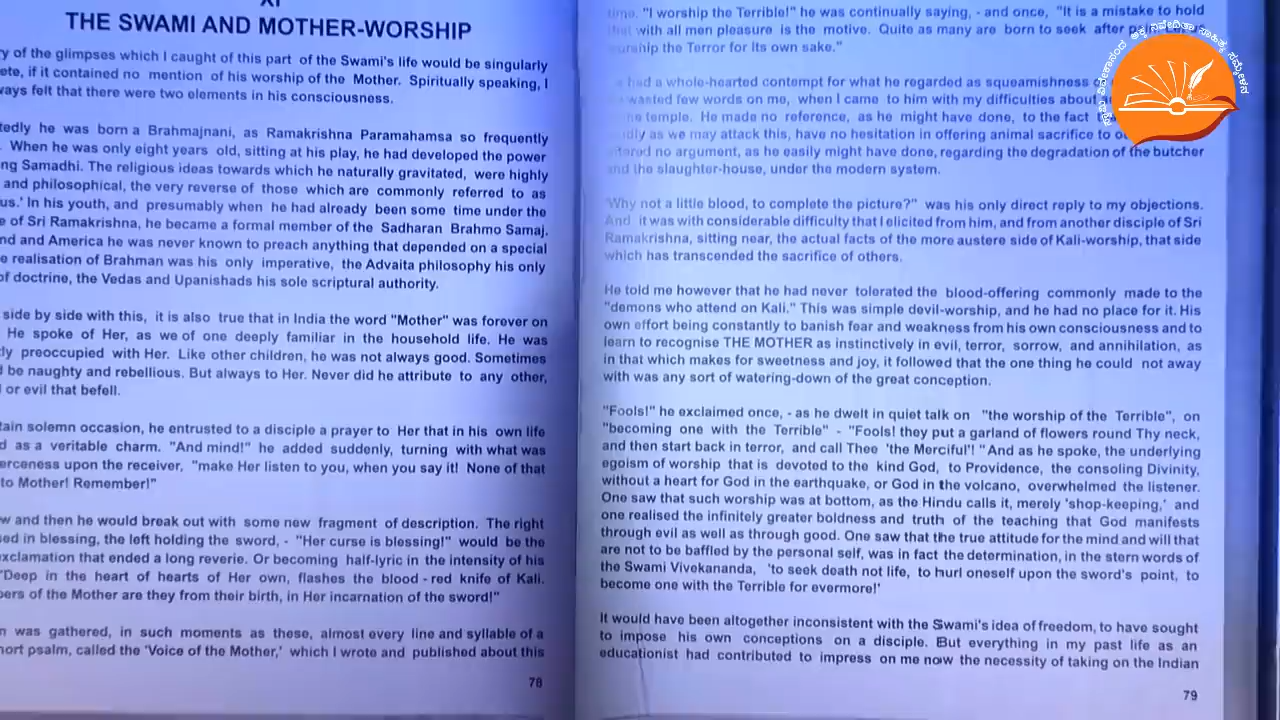 XI
THE SWAMI AND MOTHER-WORSHIP
of the glimpses which I caught of this part of the Swami's life would be singularly
if it contained no mention of his worship of the Mother. Spiritually speaking, I
felt that there were two elements in his consciousness.
he was born a Brahmajnani, as Ramakrishna Paramahamsa so frequently
When he was only eight years old, sitting at his play, he had developed the power
Samadhi. The religious ideas towards which he naturally gravitated, were highly
and philosophical, the very reverse of those which are commonly referred to as
In his youth, and presumably when he had already been some time under the
of Sri Ramakrishna, he became a formal member of the Sadharan Brahmo Samaj.
and America he was never known to preach anything that depended on a special
realisation of Brahman was his only imperative, the Advaita philosophy his only
of doctrine, the Vedas and Upanishads his sole scriptural authority.
side by side with this, it is also true that in India the word "Mother" was forever on
He spoke of Her, as we of one deeply familiar in the household life. He was
preoccupied with Her. Like other children, he was not always good. Sometimes
be naughty and rebellious. But always to Her. Never did he attribute to any other,
or evil that befell.
solemn occasion, he entrusted to a disciple a prayer to Her that in his own life
as a veritable charm. "And mind!" he added suddenly, turning with what was
upon the receiver, "make Her listen to you, when you say it! None of that
to Mother! Remember!"
and then he would break out with some new fragment of description. The right
in blessing, the left holding the sword, - "Her curse is blessing!" would be the
exclamation that ended a long reverie. Or becoming half-lyric in the intensity of his
"Deep in the heart of hearts of Her own, flashes the blood - red knife of Kali.
of the Mother are they from their birth, in Her incarnation of the sword!"
was gathered, in such moments as these, almost every line and syllable of a
psalm, called the 'Voice of the Mother,' which I wrote and published about this
78
time. "I worship the Terrible!" he was continually saying, - and once, "It is a mistake to hold
that with all men pleasure is the motive. Quite as many are born to seek after
worship the Terror for Its own sake."
had a whole-hearted contempt for what he regarded as squeamishness
wasted few words on me, when I came to him with my difficulties about
temple. He made no reference, as he might have done, to the fact
as we may attack this, have no hesitation in offering animal sacrifice to
offered no argument, as he easily might have done, regarding the degradation of the butcher
and the slaughter-house, under the modern system.
'Why not a little blood, to complete the picture?" was his only direct reply to my objections.
And it was with considerable difficulty that I elicited from him, and from another disciple of Sri
Ramakrishna, sitting near, the actual facts of the more austere side of Kali-worship, that side
which has transcended the sacrifice of others.
He told me however that he had never tolerated the blood-offering commonly made to the
"demons who attend on Kali." This was simple devil-worship, and he had no place for it. His
own effort being constantly to banish fear and weakness from his own consciousness and to
learn to recognise THE MOTHER as instinctively in evil, terror, sorrow, and annihilation, as
in that which makes for sweetness and joy, it followed that the one thing he could not away
with was any sort of watering-down of the great conception.
"Fools!" he exclaimed once, - as he dwelt in quiet talk on "the worship of the Terrible", on
"becoming one with the Terrible" - "Fools! they put a garland of flowers round Thy neck,
and then start back in terror, and call Thee 'the Merciful'! "And as he spoke, the underlying
egoism of worship that is devoted to the kind God, to Providence, the consoling Divinity,
without a heart for God in the earthquake, or God in the volcano, overwhelmed the listener.
One saw that such worship was at bottom, as the Hindu calls it, merely 'shop-keeping,' and
one realised the infinitely greater boldness and truth of the teaching that God manifests
through evil as well as through good. One saw that the true attitude for the mind and will that
are not to be baffled by the personal self, was in fact the determination, in the stern words of
the Swami Vivekananda, 'to seek death not life, to hurl oneself upon the sword's point, to
become one with the Terrible for evermore!'
It would have been altogether inconsistent with the Swami's idea of freedom, to have sought
to impose his own conceptions on a disciple. But everything in my past life as an
educationist had contributed to impress on me now the necessity of taking on the Indian
79
ಸ್ವಾಮಿ ವಿವೇಕಾನಂದ ಅಕ್ಕ ನಿವೇದಿತಾ ಸಾಹಿತ್ಯ ಸಮ್ಮೇಳನ